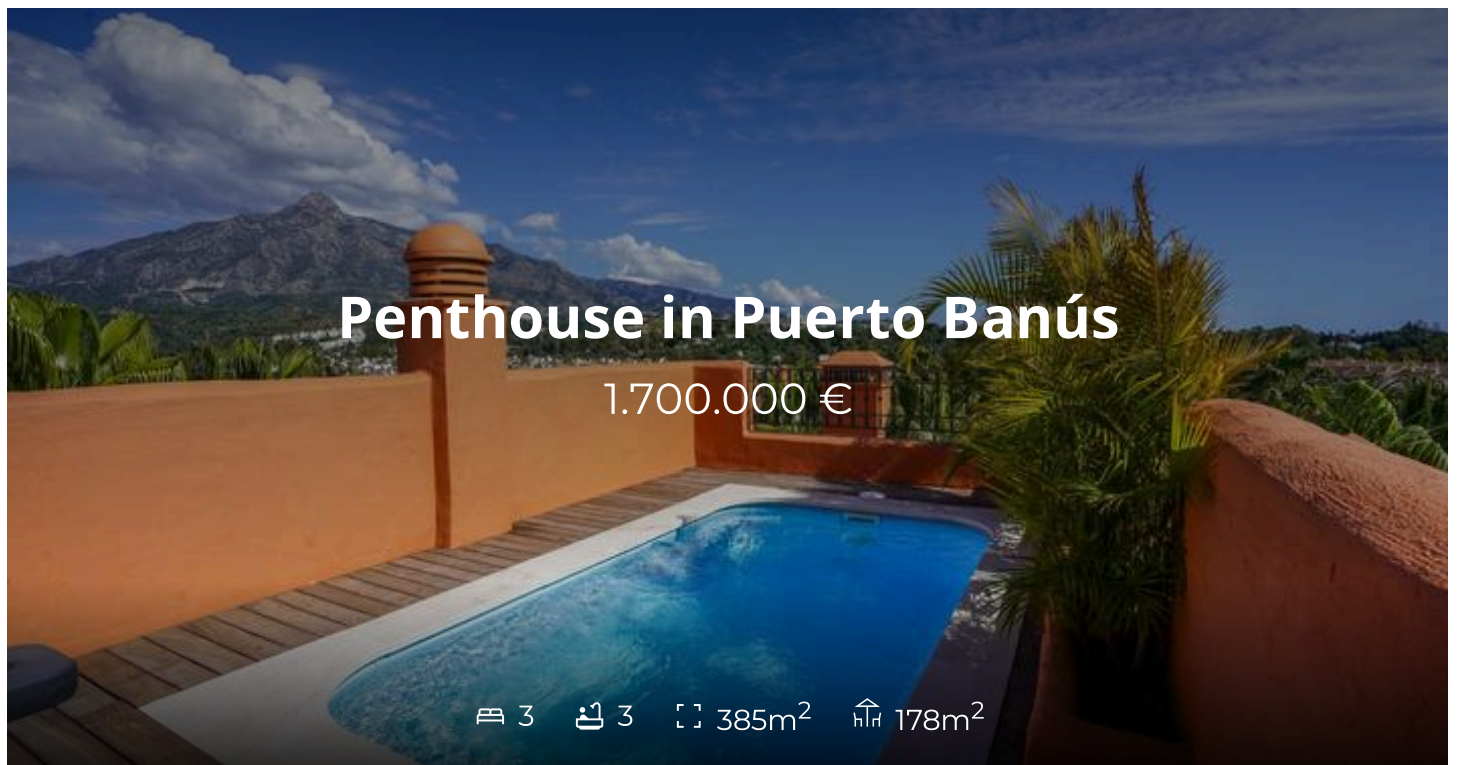 Penthouse in Puerto Banús
1.700.000 €
3 3 385m² 178m²